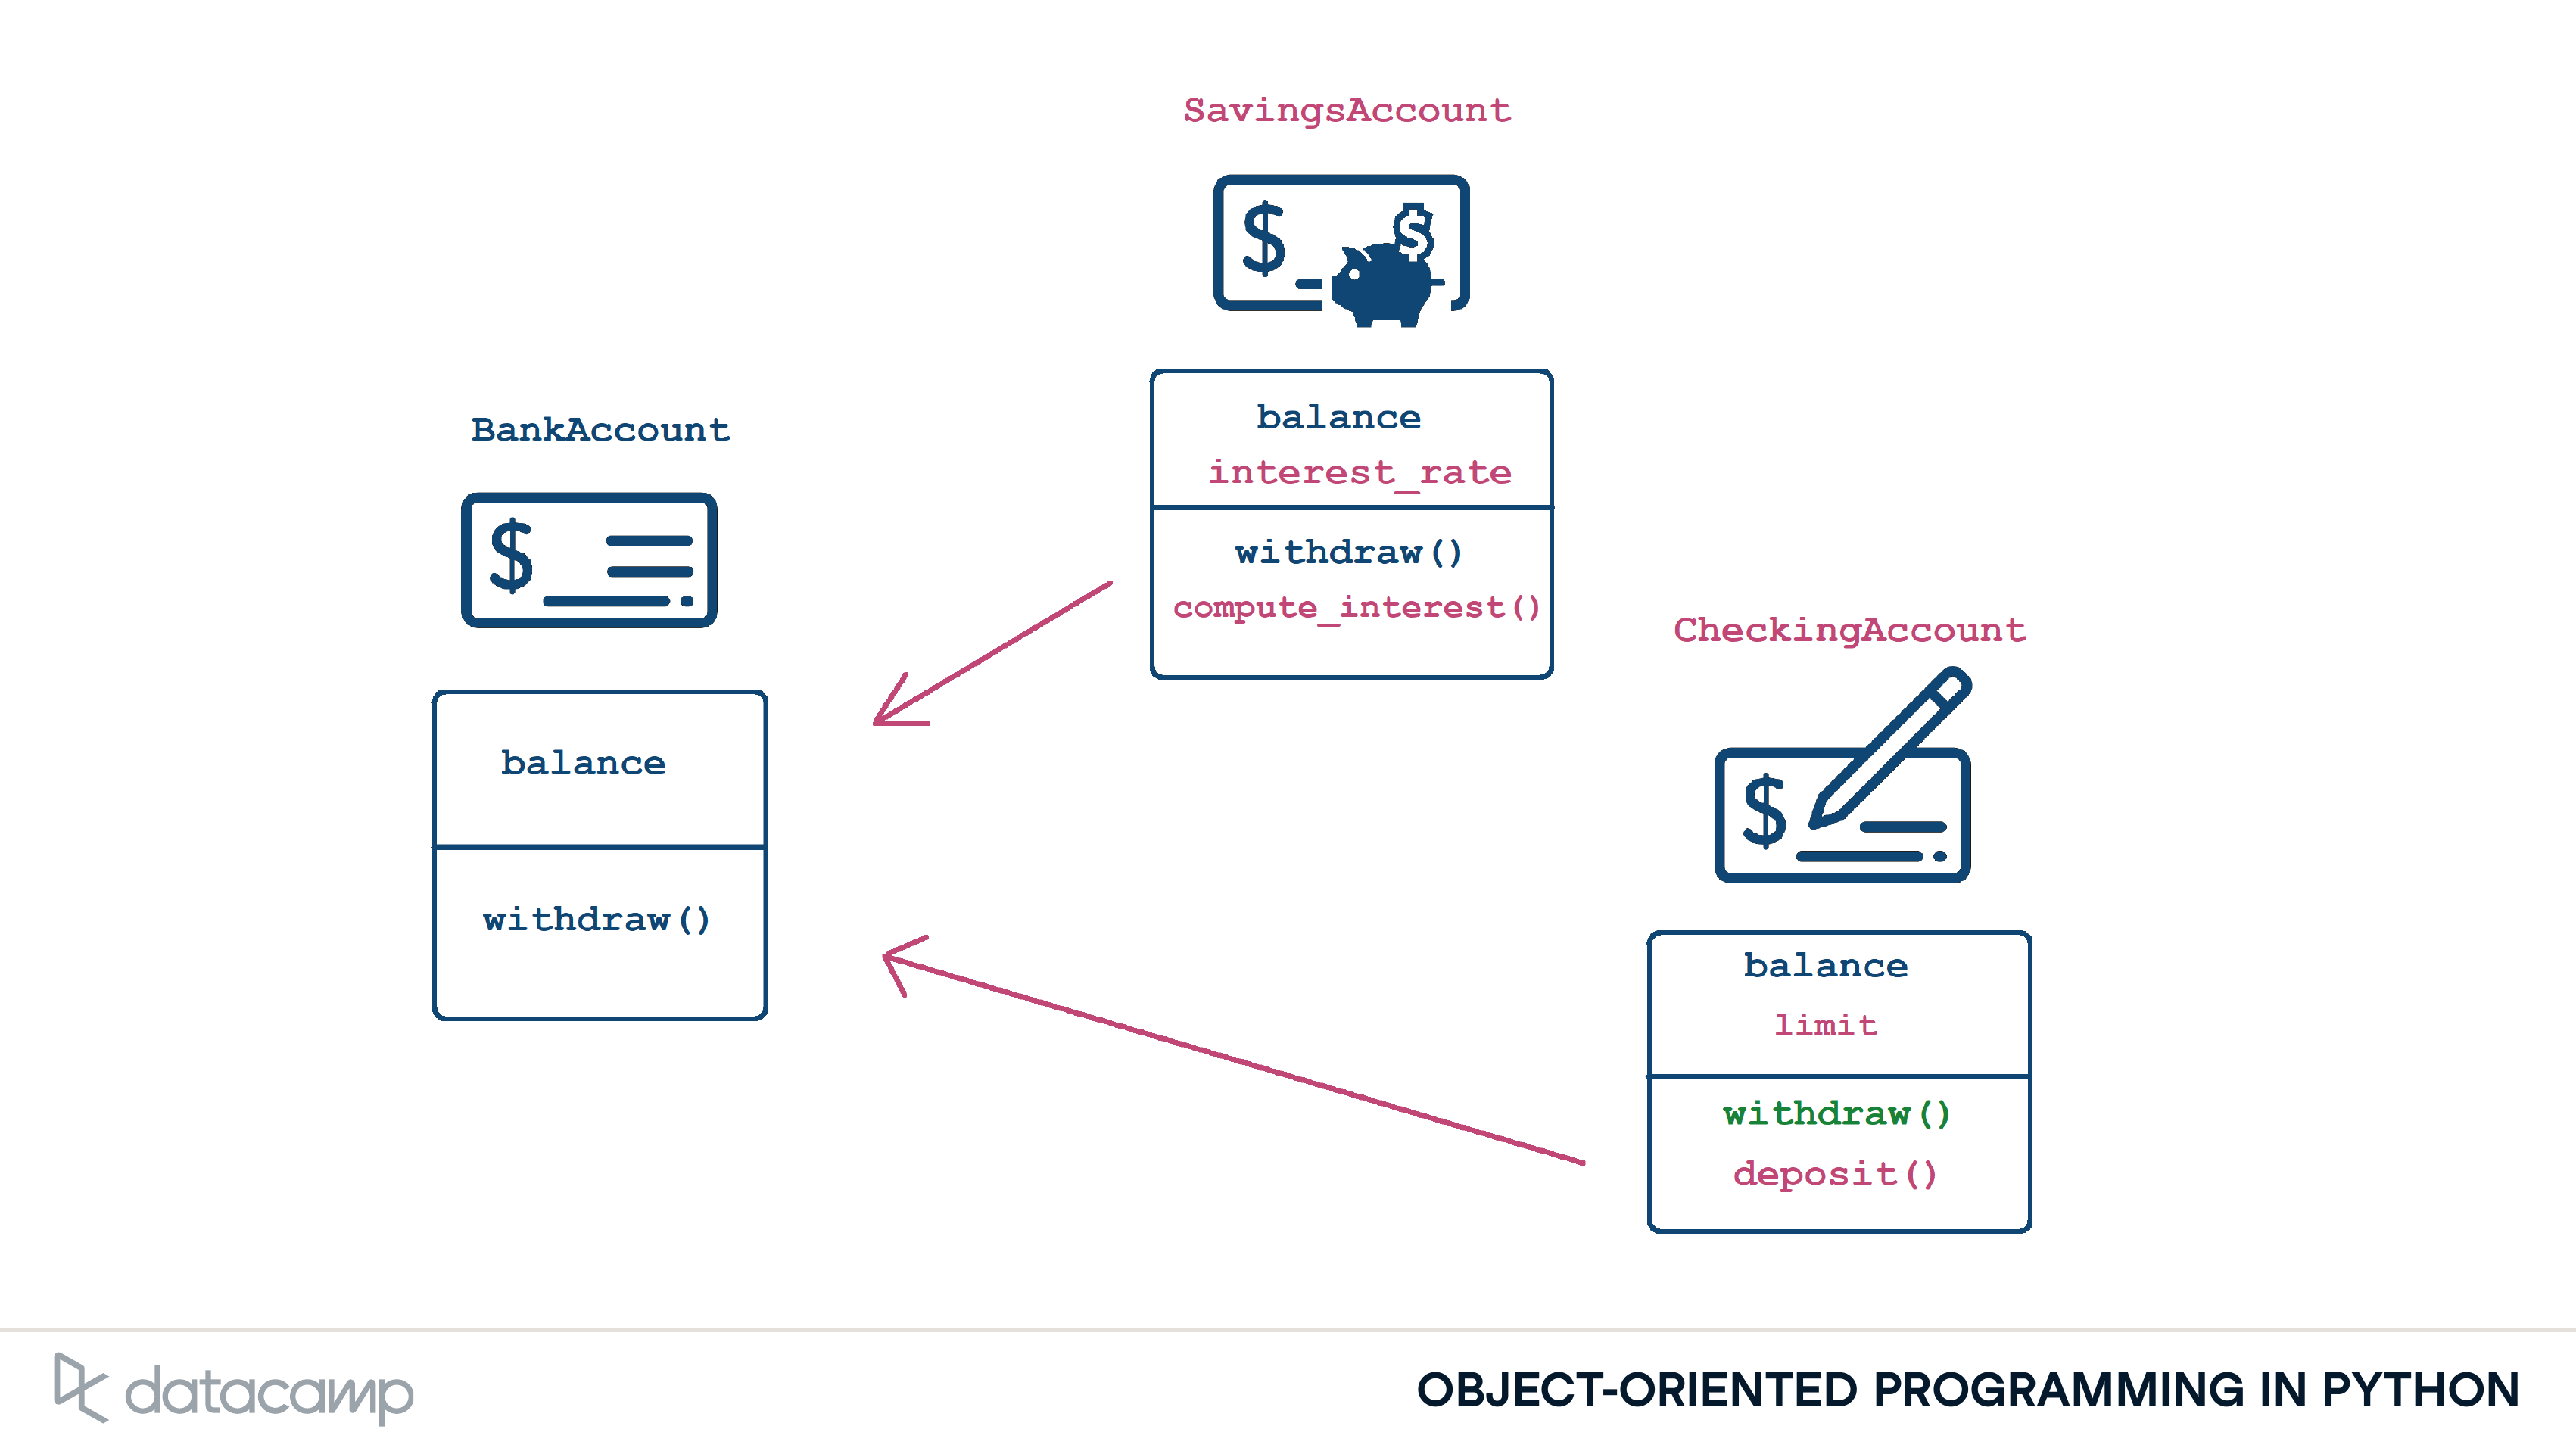 SavingsAccount
$
$
balance
interest_rate
withdraw()
compute_interest()
BankAccount
$
balance
withdraw()
CheckingAccount
$
balance
limit
withdraw()
deposit()
datacamp
OBJECT-ORIENTED PROGRAMMING IN PYTHON